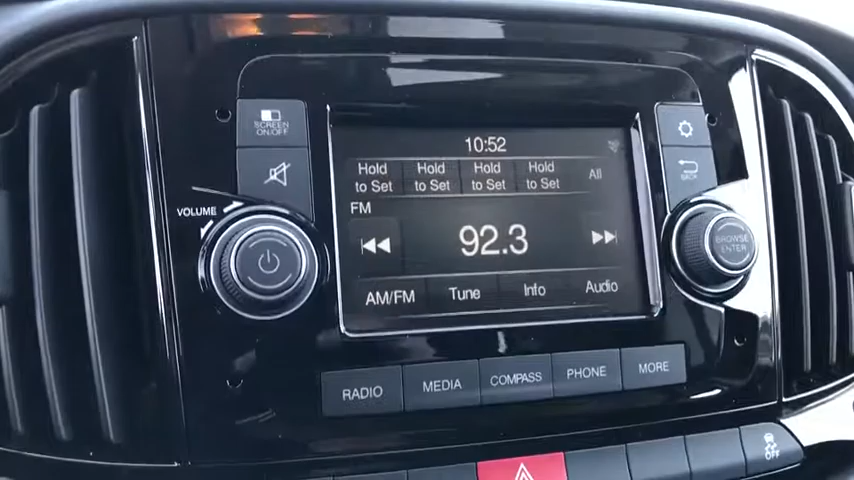 SCREEN
ON/OFF
10:52
Hold
to Set
Hold
to Set
Hold
to Set
Hold
to Set
All
BACK
VOLUME
FM
92.3
BROWSE
ENTER
AM/FM
Tune
Info
Audio
RADIO
MEDIA
COMPASS
PHONE
MORE
OFF